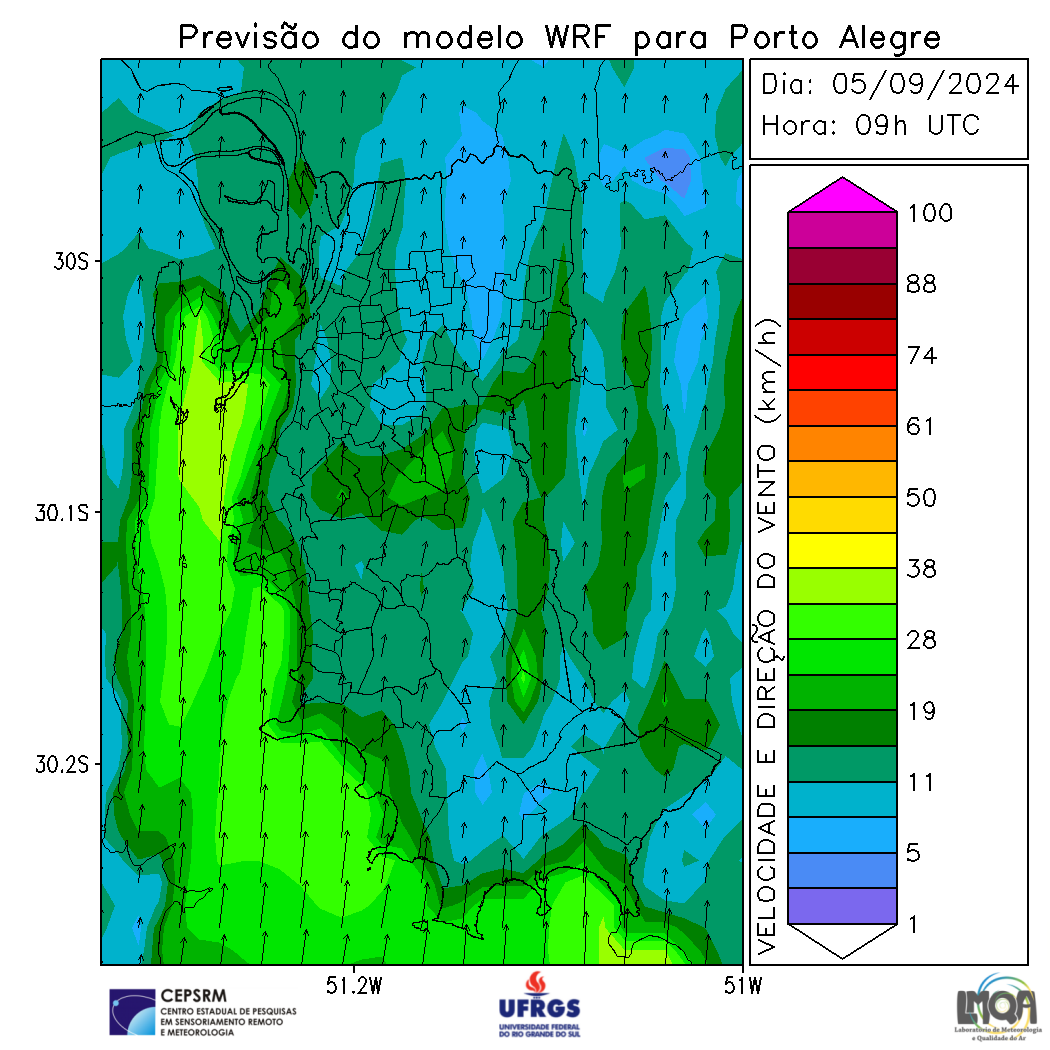 Previsão do modelo WRF para Porto Alegre
Dia: 05/09/2024
Hora: 09h UTC
30S
30.1S
30.2S
51.2W
51W
VELOCIDADE E DIREÇÃO DO VENTO (km/h)
100
88
74
61
50
38
28
19
11
5
1
CEPSRM
CENTRO ESTADUAL DE PESQUISAS
EM SENSORIAMENTO REMOTO
E METEOROLOGIA
UFRGS
UNIVERSIDADE FEDERAL
DO RIO GRANDE DO SUL
LMQA
Laboratório de Meteorologia
e Qualidade do Ar